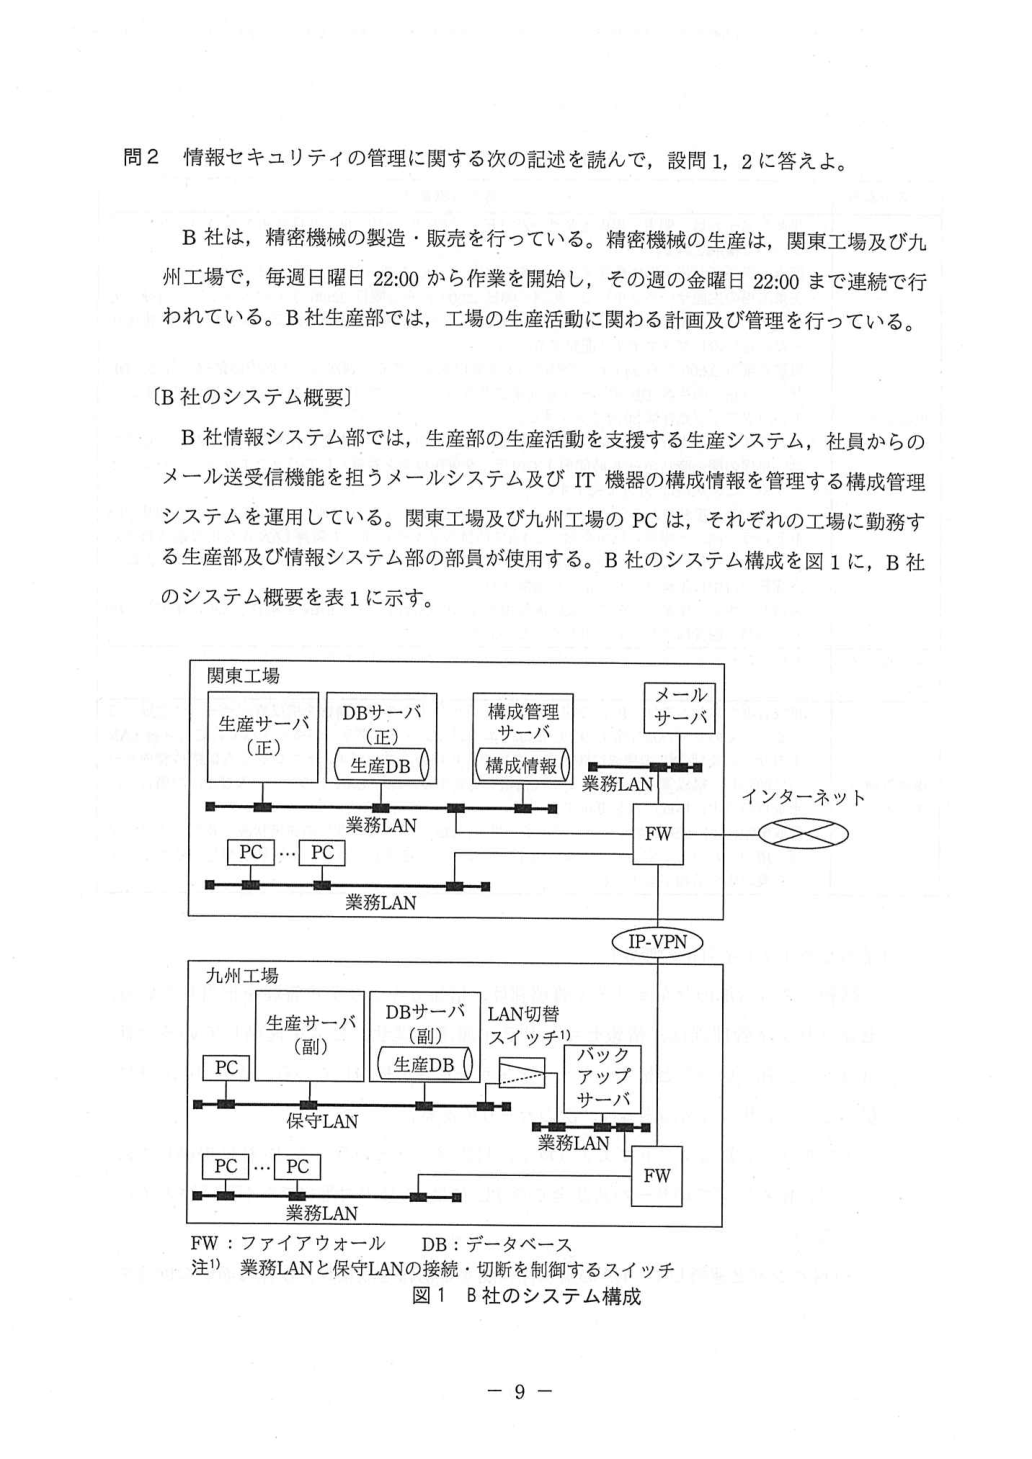 問2 情報セキュリティの管理に関する次の記述を読んで，設問1，2に答えよ。
B社は，精密機械の製造・販売を行っている。精密機械の生産は，関東工場及び九
州工場で，毎週日曜日 22:00 から作業を開始し，その週の金曜日 22:00 まで連続で行
われている。B社生産部では，工場の生産活動に関わる計画及び管理を行っている。
〔B社のシステム概要〕
B社情報システム部では，生産部の生産活動を支援する生産システム，社員からの
メール送受信機能を担うメールシステム及び IT 機器の構成情報を管理する構成管理
システムを運用している。関東工場及び九州工場の PC は，それぞれの工場に勤務す
る生産部及び情報システム部の部員が使用する。B社のシステム構成を図1に，B社
のシステム概要を表1に示す。
関東工場
生産サーバ
（正）
DBサーバ
（正）
生産DB
構成管理
サーバ
構成情報
メール
サーバ
業務LAN
インターネット
業務LAN
FW
PC … PC
業務LAN
IP-VPN
九州工場
生産サーバ
（副）
DBサーバ
（副）
生産DB
LAN切替
スイッチ1)
バック
アップ
サーバ
PC
保守LAN
業務LAN
PC … PC
FW
業務LAN
FW：ファイアウォール DB：データベース
注1) 業務LANと保守LANの接続・切断を制御するスイッチ
図1 B社のシステム構成
－ 9 －